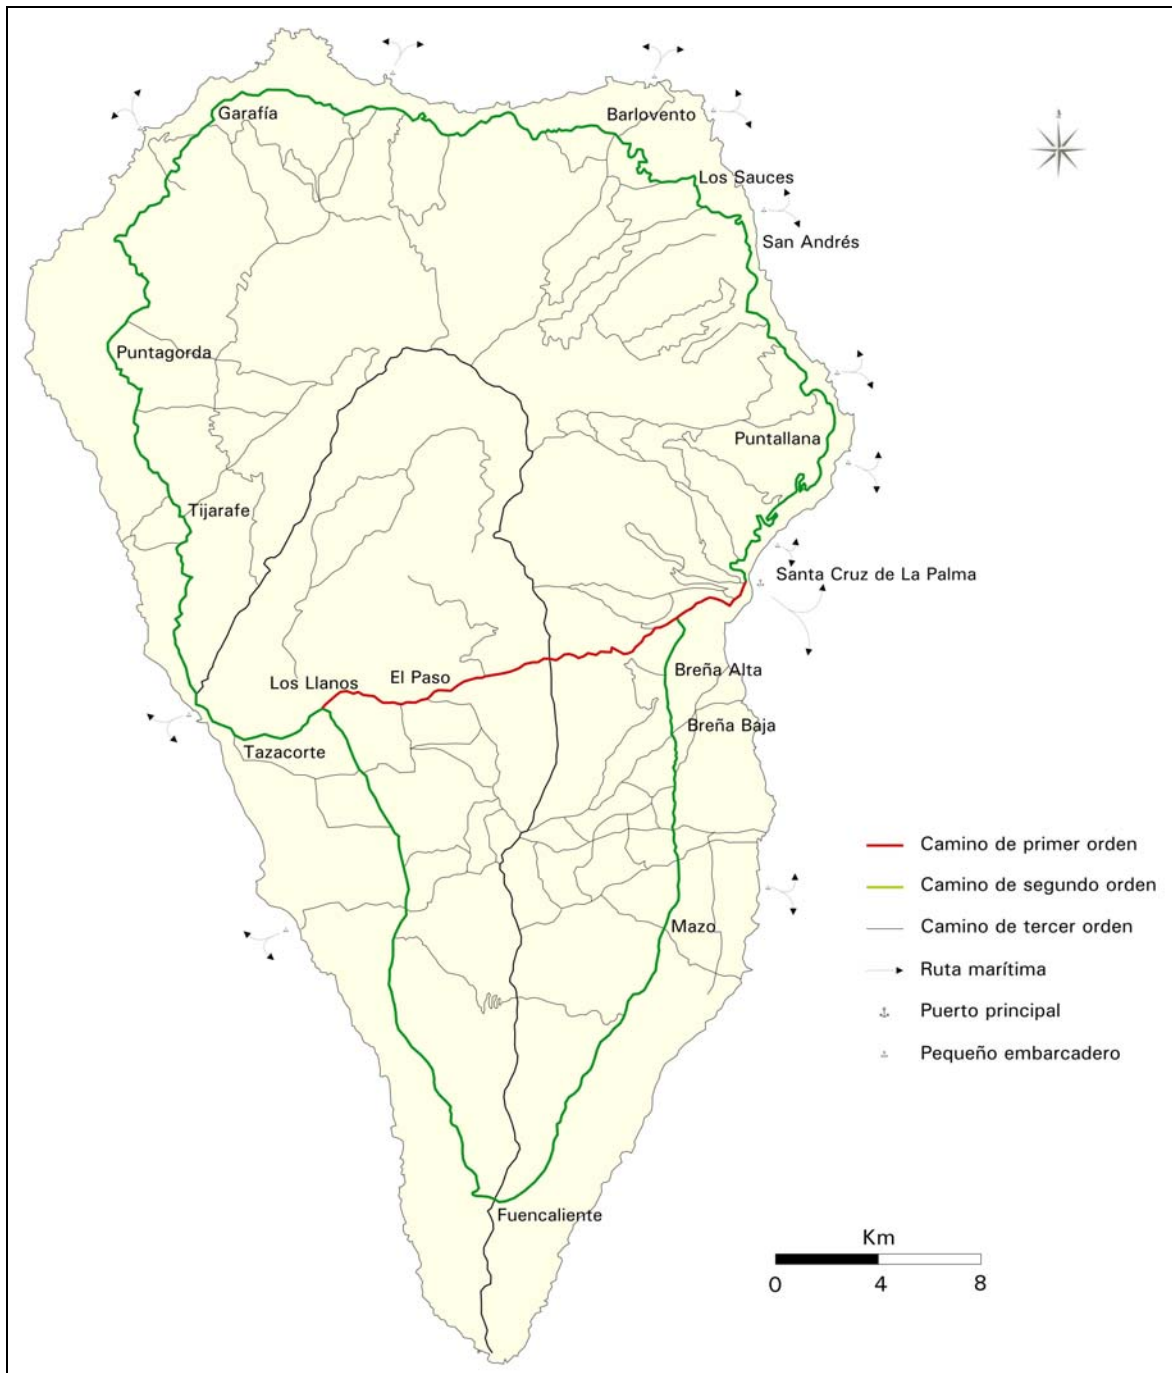 Garafía
Barlovento
Los Sauces
San Andrés
Puntagorda
Puntallana
Tijarafe
Santa Cruz de La Palma
Breña Alta
El Paso
Los Llanos
Breña Baja
Tazacorte
Mazo
Fuencaliente
Camino de primer orden
Camino de segundo orden
Camino de tercer orden
Ruta marítima
Puerto principal
Pequeño embarcadero
Km
0 4 8